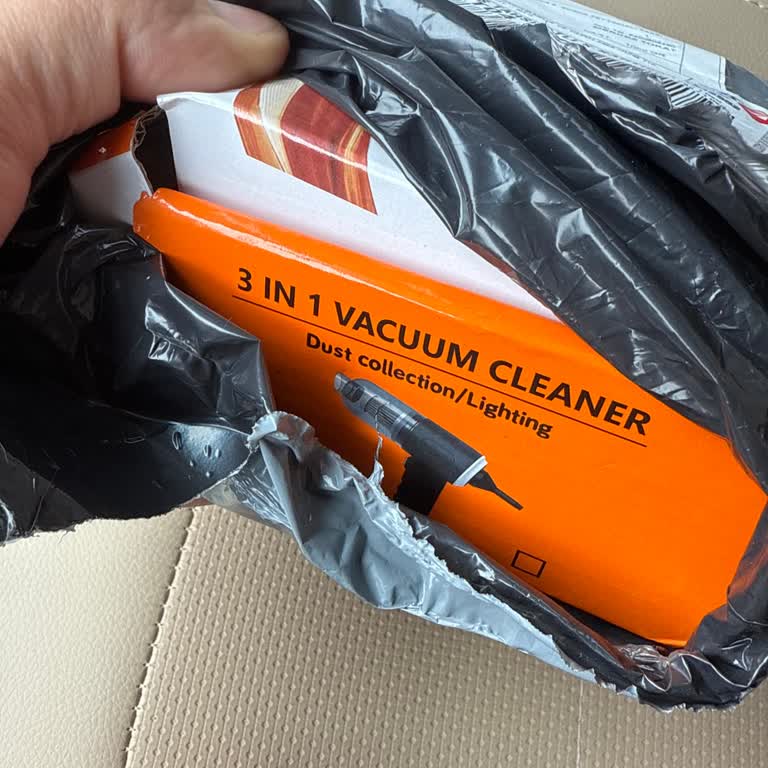 3 IN 1 VACUUM CLEANER
Dust collection/Lighting